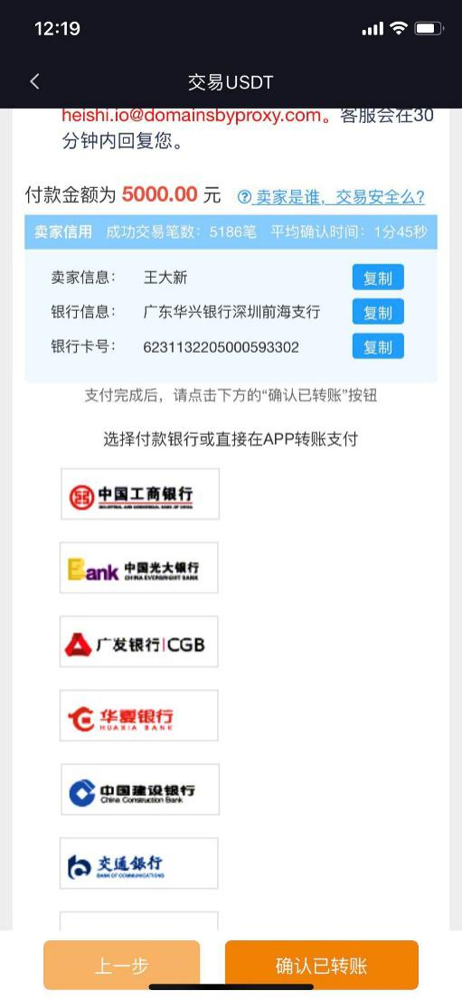 12:19
交易USDT
heishi.io@domainsbyproxy.com。客服会在30
分钟内回复您。
付款金额为 5000.00 元 ? 卖家是谁，交易安全么?
卖家信用 成功交易笔数：5186笔 平均确认时间：1分45秒
卖家信息： 王大新 复制
银行信息： 广东华兴银行深圳前海支行 复制
银行卡号： 6231132205000593302 复制
支付完成后，请点击下方的“确认已转账”按钮
选择付款银行或直接在APP转账支付
中国工商银行
INDUSTRIAL AND COMMERCIAL BANK OF CHINA
Bank 中国光大银行
CHINA EVERBRIGHT BANK
广发银行|CGB
华夏银行
HUAXIA BANK
中国建设银行
China Construction Bank
交通银行
BANK OF COMMUNICATIONS
上一步 确认已转账